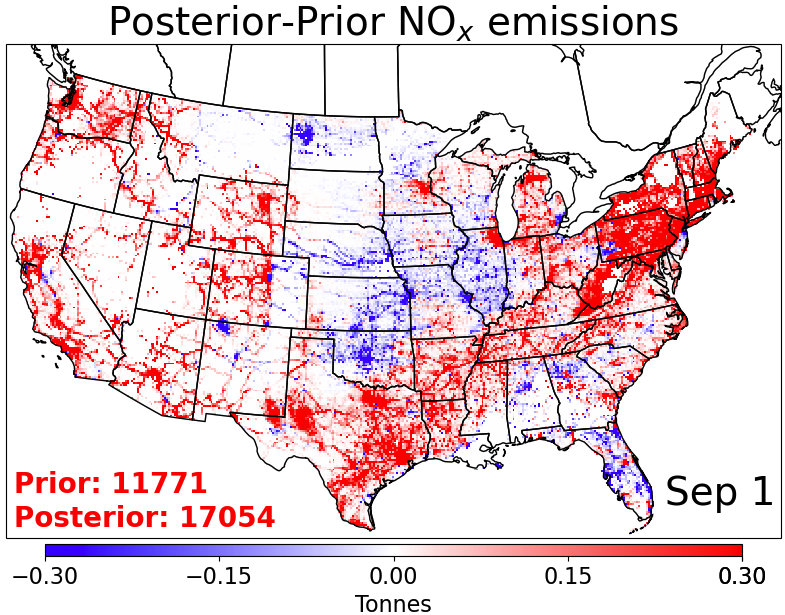 Posterior-Prior NOₓ emissions
Prior: 11771
Posterior: 17054
Sep 1
−0.30 −0.15 0.00 0.15 0.30
Tonnes